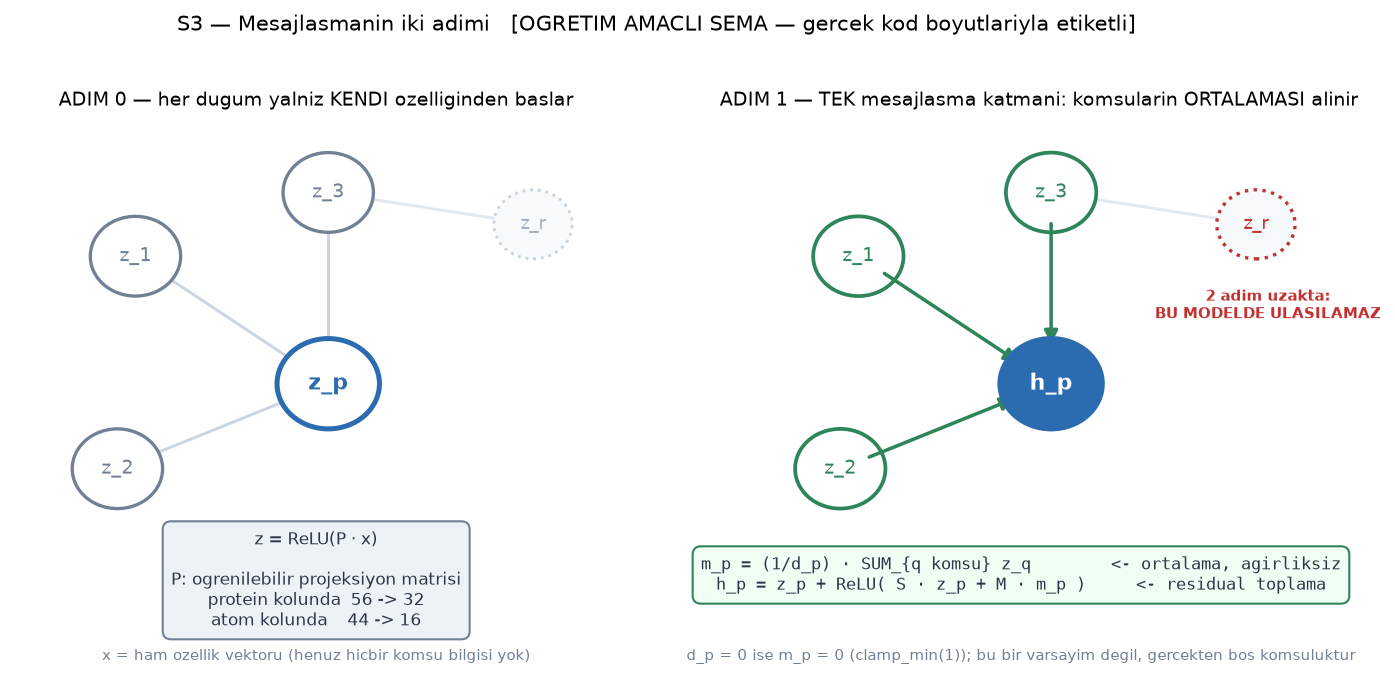 S3 — Mesajlasmanin iki adimi   [OGRETIM AMACLI SEMA — gercek kod boyutlariyla etiketli]
ADIM 0 — her dugum yalniz KENDI ozelliginden baslar
z_3
z_r
z_1
z_p
z_2
z = ReLU(P · x)
P: ogrenilebilir projeksiyon matrisi
protein kolunda  56 -> 32
atom kolunda    44 -> 16
x = ham ozellik vektoru (henuz hicbir komsu bilgisi yok)
ADIM 1 — TEK mesajlasma katmani: komsularin ORTALAMASI alinir
z_3
z_r
z_1
2 adim uzakta:
BU MODELDE ULASILAMAZ
h_p
z_2
m_p = (1/d_p) · SUM_{q komsu} z_q        <- ortalama, agirliksiz
h_p = z_p + ReLU( S · z_p + M · m_p )     <- residual toplama
d_p = 0 ise m_p = 0 (clamp_min(1)); bu bir varsayim degil, gercekten bos komsuluktur